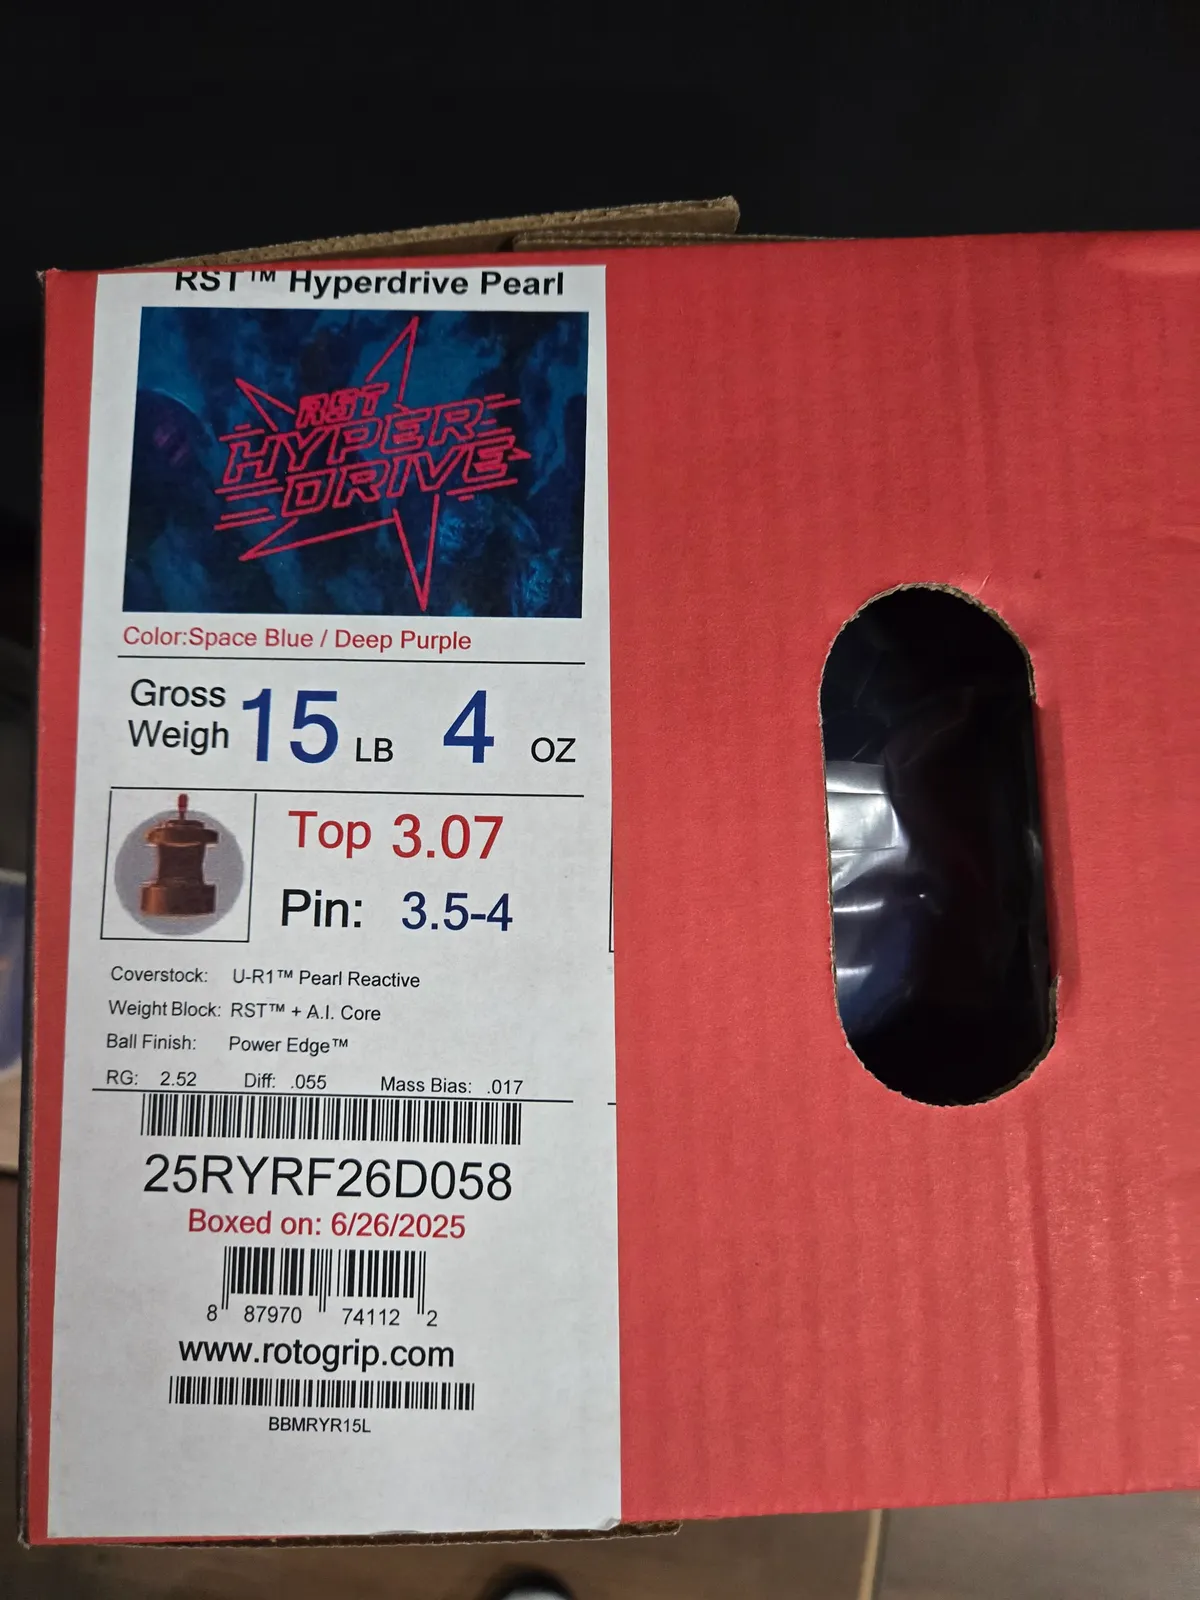 RST™ Hyperdrive Pearl
RST
HYPER
DRIVE
Color:Space Blue / Deep Purple
Gross
Weigh 15 LB 4 OZ
Top 3.07
Pin: 3.5-4
Coverstock: U-R1™ Pearl Reactive
Weight Block: RST™ + A.I. Core
Ball Finish: Power Edge™
RG: 2.52 Diff: .055 Mass Bias: .017
25RYRF26D058
Boxed on: 6/26/2025
8 87970 74112 2
www.rotogrip.com
BBMRYR15L